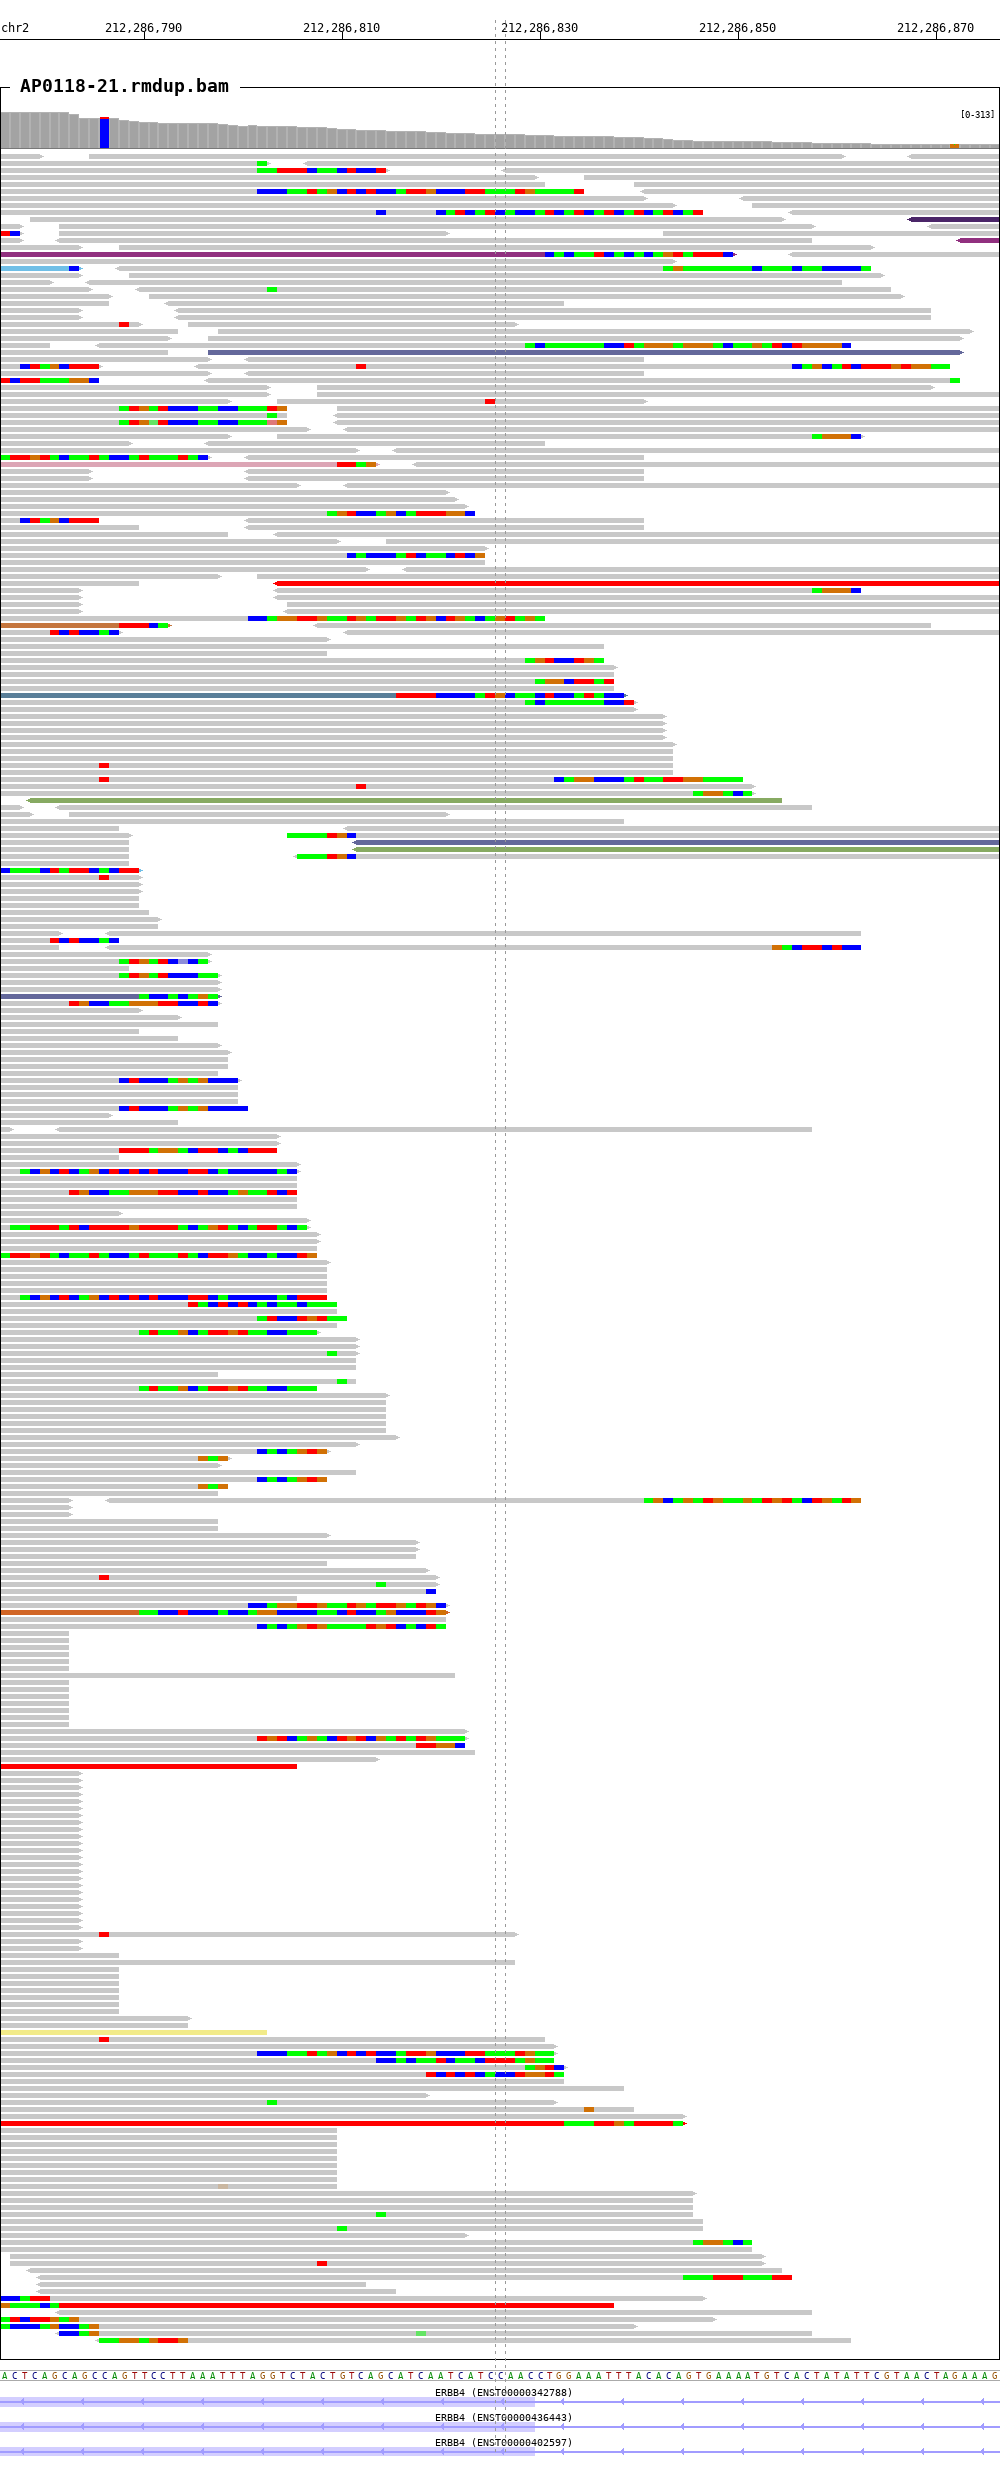 chr2 212,286,790 212,286,810 212,286,830 212,286,850 212,286,870
AP0118-21.rmdup.bam
[0-313]
ACTCAGCAGCCAGTTCCTTAAATTTAGGTCTACTGTCAGCATCAATCATCCAACCTGGAAATTTACACAGTGAAAATGTCACTATATTCGTAACTAGAAAG
ERBB4 (ENST00000342788)
ERBB4 (ENST00000436443)
ERBB4 (ENST00000402597)